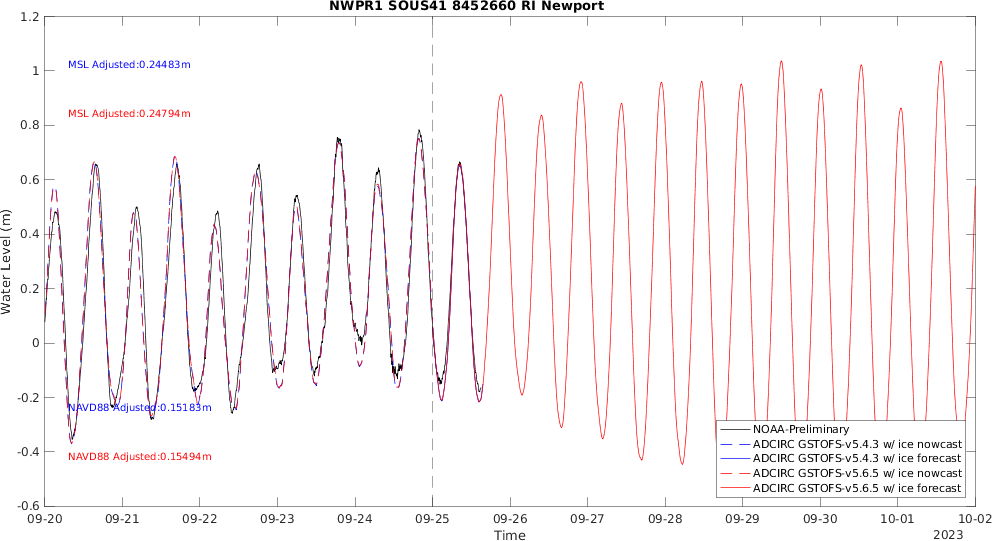 NWPR1 SOUS41 8452660 RI Newport
1.2
1
0.8
0.6
0.4
0.2
0
-0.2
-0.4
-0.6
Water Level (m)
MSL Adjusted:0.24483m
MSL Adjusted:0.24794m
NAVD88 Adjusted:0.15183m
NAVD88 Adjusted:0.15494m
NOAA-Preliminary
ADCIRC GSTOFS-v5.4.3 w/ ice nowcast
ADCIRC GSTOFS-v5.4.3 w/ ice forecast
ADCIRC GSTOFS-v5.6.5 w/ ice nowcast
ADCIRC GSTOFS-v5.6.5 w/ ice forecast
09-20 09-21 09-22 09-23 09-24 09-25 09-26 09-27 09-28 09-29 09-30 10-01 10-02
Time
2023